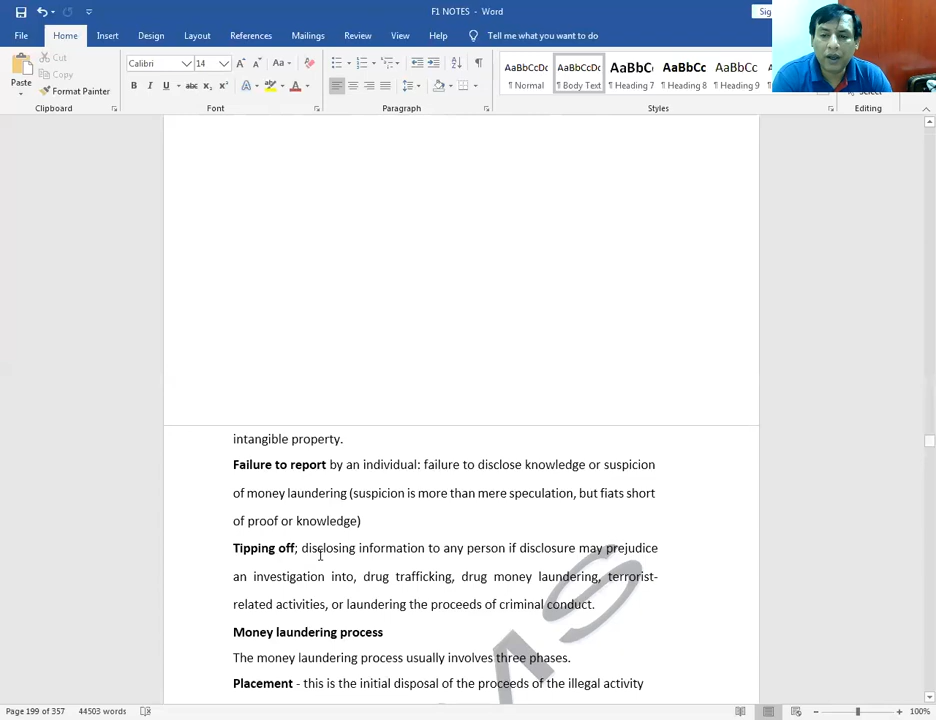 F1 NOTES - Word
Sig
File Home Insert Design Layout References Mailings Review View Help Tell me what you want to do
Paste
Cut
Copy
Format Painter
Calibri 14
Aa
B I U abc x₂ x² A A
AaBbCcDc AaBbCcDc AaBbC AaBbCc AaBbCc
¶ Normal ¶ Body Text ¶ Heading 7 ¶ Heading 8 ¶ Heading 9
Select
Clipboard Font Paragraph Styles Editing
intangible property.
Failure to report by an individual: failure to disclose knowledge or suspicion
of money laundering (suspicion is more than mere speculation, but fiats short
of proof or knowledge)
Tipping off; disclosing information to any person if disclosure may prejudice
an investigation into, drug trafficking, drug money laundering, terrorist-
related activities, or laundering the proceeds of criminal conduct.
Money laundering process
The money laundering process usually involves three phases.
Placement - this is the initial disposal of the proceeds of the illegal activity
Page 199 of 357 44503 words 100%